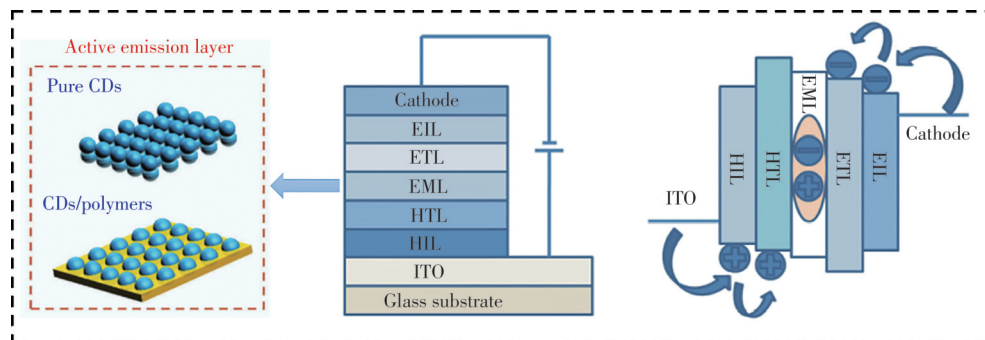 Active emission layer
Pure CDs
CDs/polymers
Cathode
EIL
ETL
EML
HTL
HIL
ITO
Glass substrate
ITO
HIL
HTL
EML
ETL
EIL
Cathode